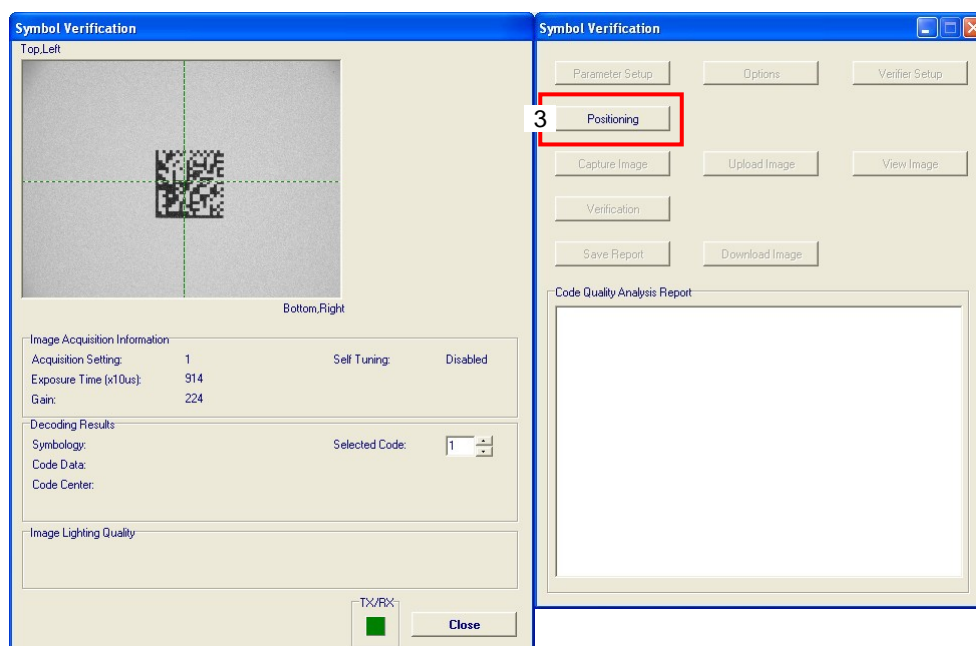 Symbol Verification
Top,Left
Bottom,Right
Image Acquisition Information
Acquisition Setting: 1 Self Tuning: Disabled
Exposure Time (x10us): 914
Gain: 224
Decoding Results
Symbology: Selected Code: 1
Code Data:
Code Center:
Image Lighting Quality
TX/RX
Close
Symbol Verification
Parameter Setup Options Verifier Setup
3 Positioning
Capture Image Upload Image View Image
Verification
Save Report Download Image
Code Quality Analysis Report